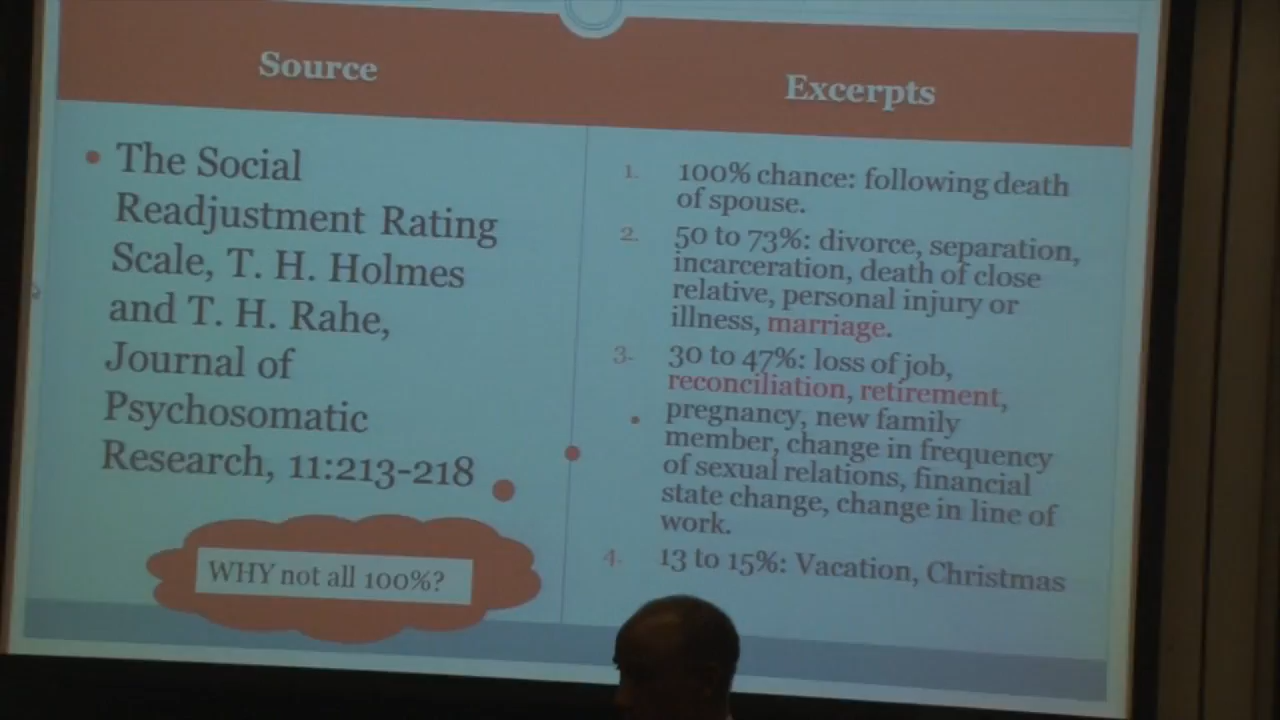 Source
• The Social
Readjustment Rating
Scale, T. H. Holmes
and T. H. Rahe,
Journal of
Psychosomatic
Research, 11:213-218
WHY not all 100%?
Excerpts
1. 100% chance: following death
of spouse.
2. 50 to 73%: divorce, separation,
incarceration, death of close
relative, personal injury or
illness, marriage.
3. 30 to 47%: loss of job,
reconciliation, retirement,
pregnancy, new family
member, change in frequency
of sexual relations, financial
state change, change in line of
work.
4. 13 to 15%: Vacation, Christmas